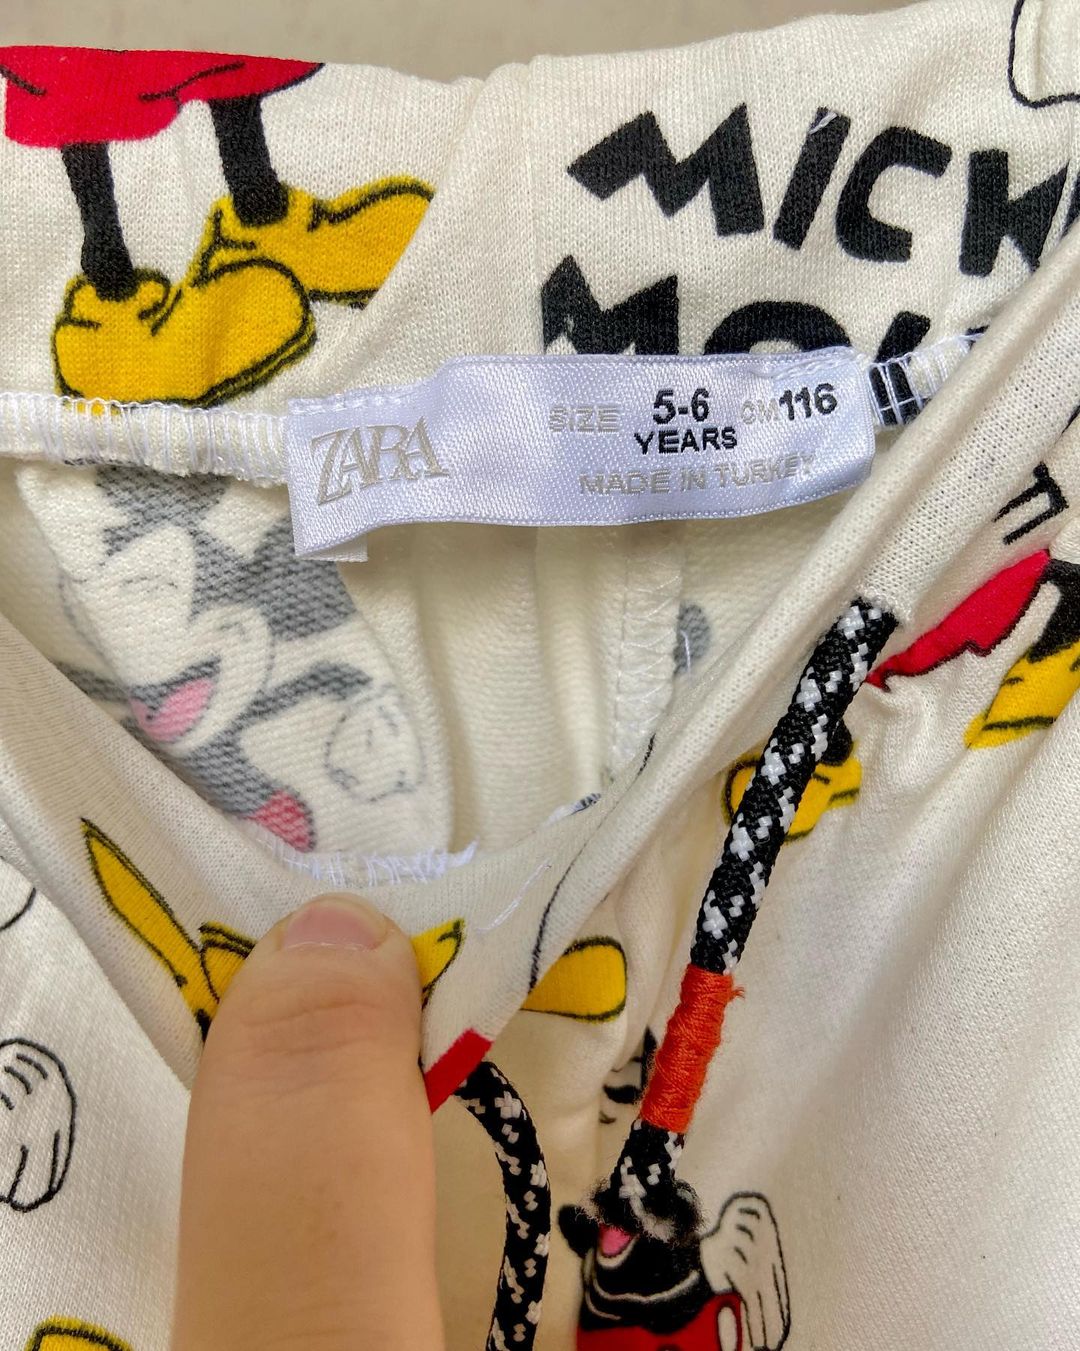 MICK
MOU
ZARA
SIZE 5-6 YEARS CM 116
MADE IN TURKEY